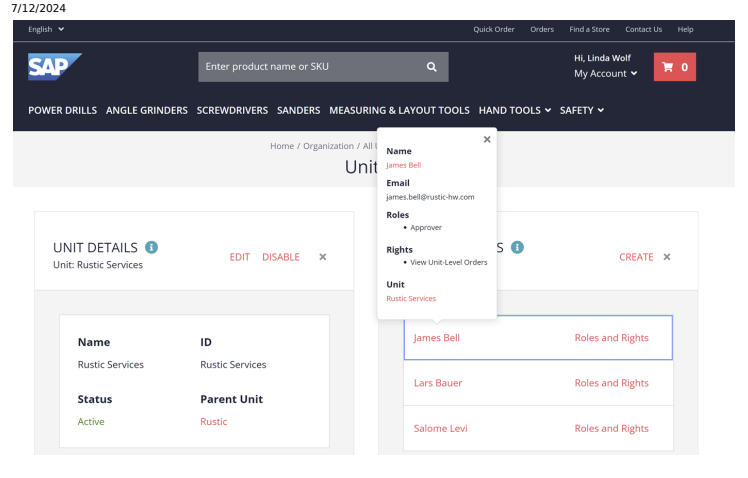 7/12/2024
English
Quick Order Orders Find a Store Contact Us Help
SAP
Enter product name or SKU
Hi, Linda Wolf
My Account
0
POWER DRILLS ANGLE GRINDERS SCREWDRIVERS SANDERS MEASURING & LAYOUT TOOLS HAND TOOLS SAFETY
Home / Organization / All
Unit
Name
James Bell
Email
james.bell@rustic-hw.com
Roles
• Approver
Rights
• View Unit-Level Orders
Unit
Rustic Services
UNIT DETAILS i
Unit: Rustic Services
EDIT DISABLE ×
S i
CREATE ×
Name ID
Rustic Services Rustic Services
Status Parent Unit
Active Rustic
James Bell Roles and Rights
Lars Bauer Roles and Rights
Salome Levi Roles and Rights